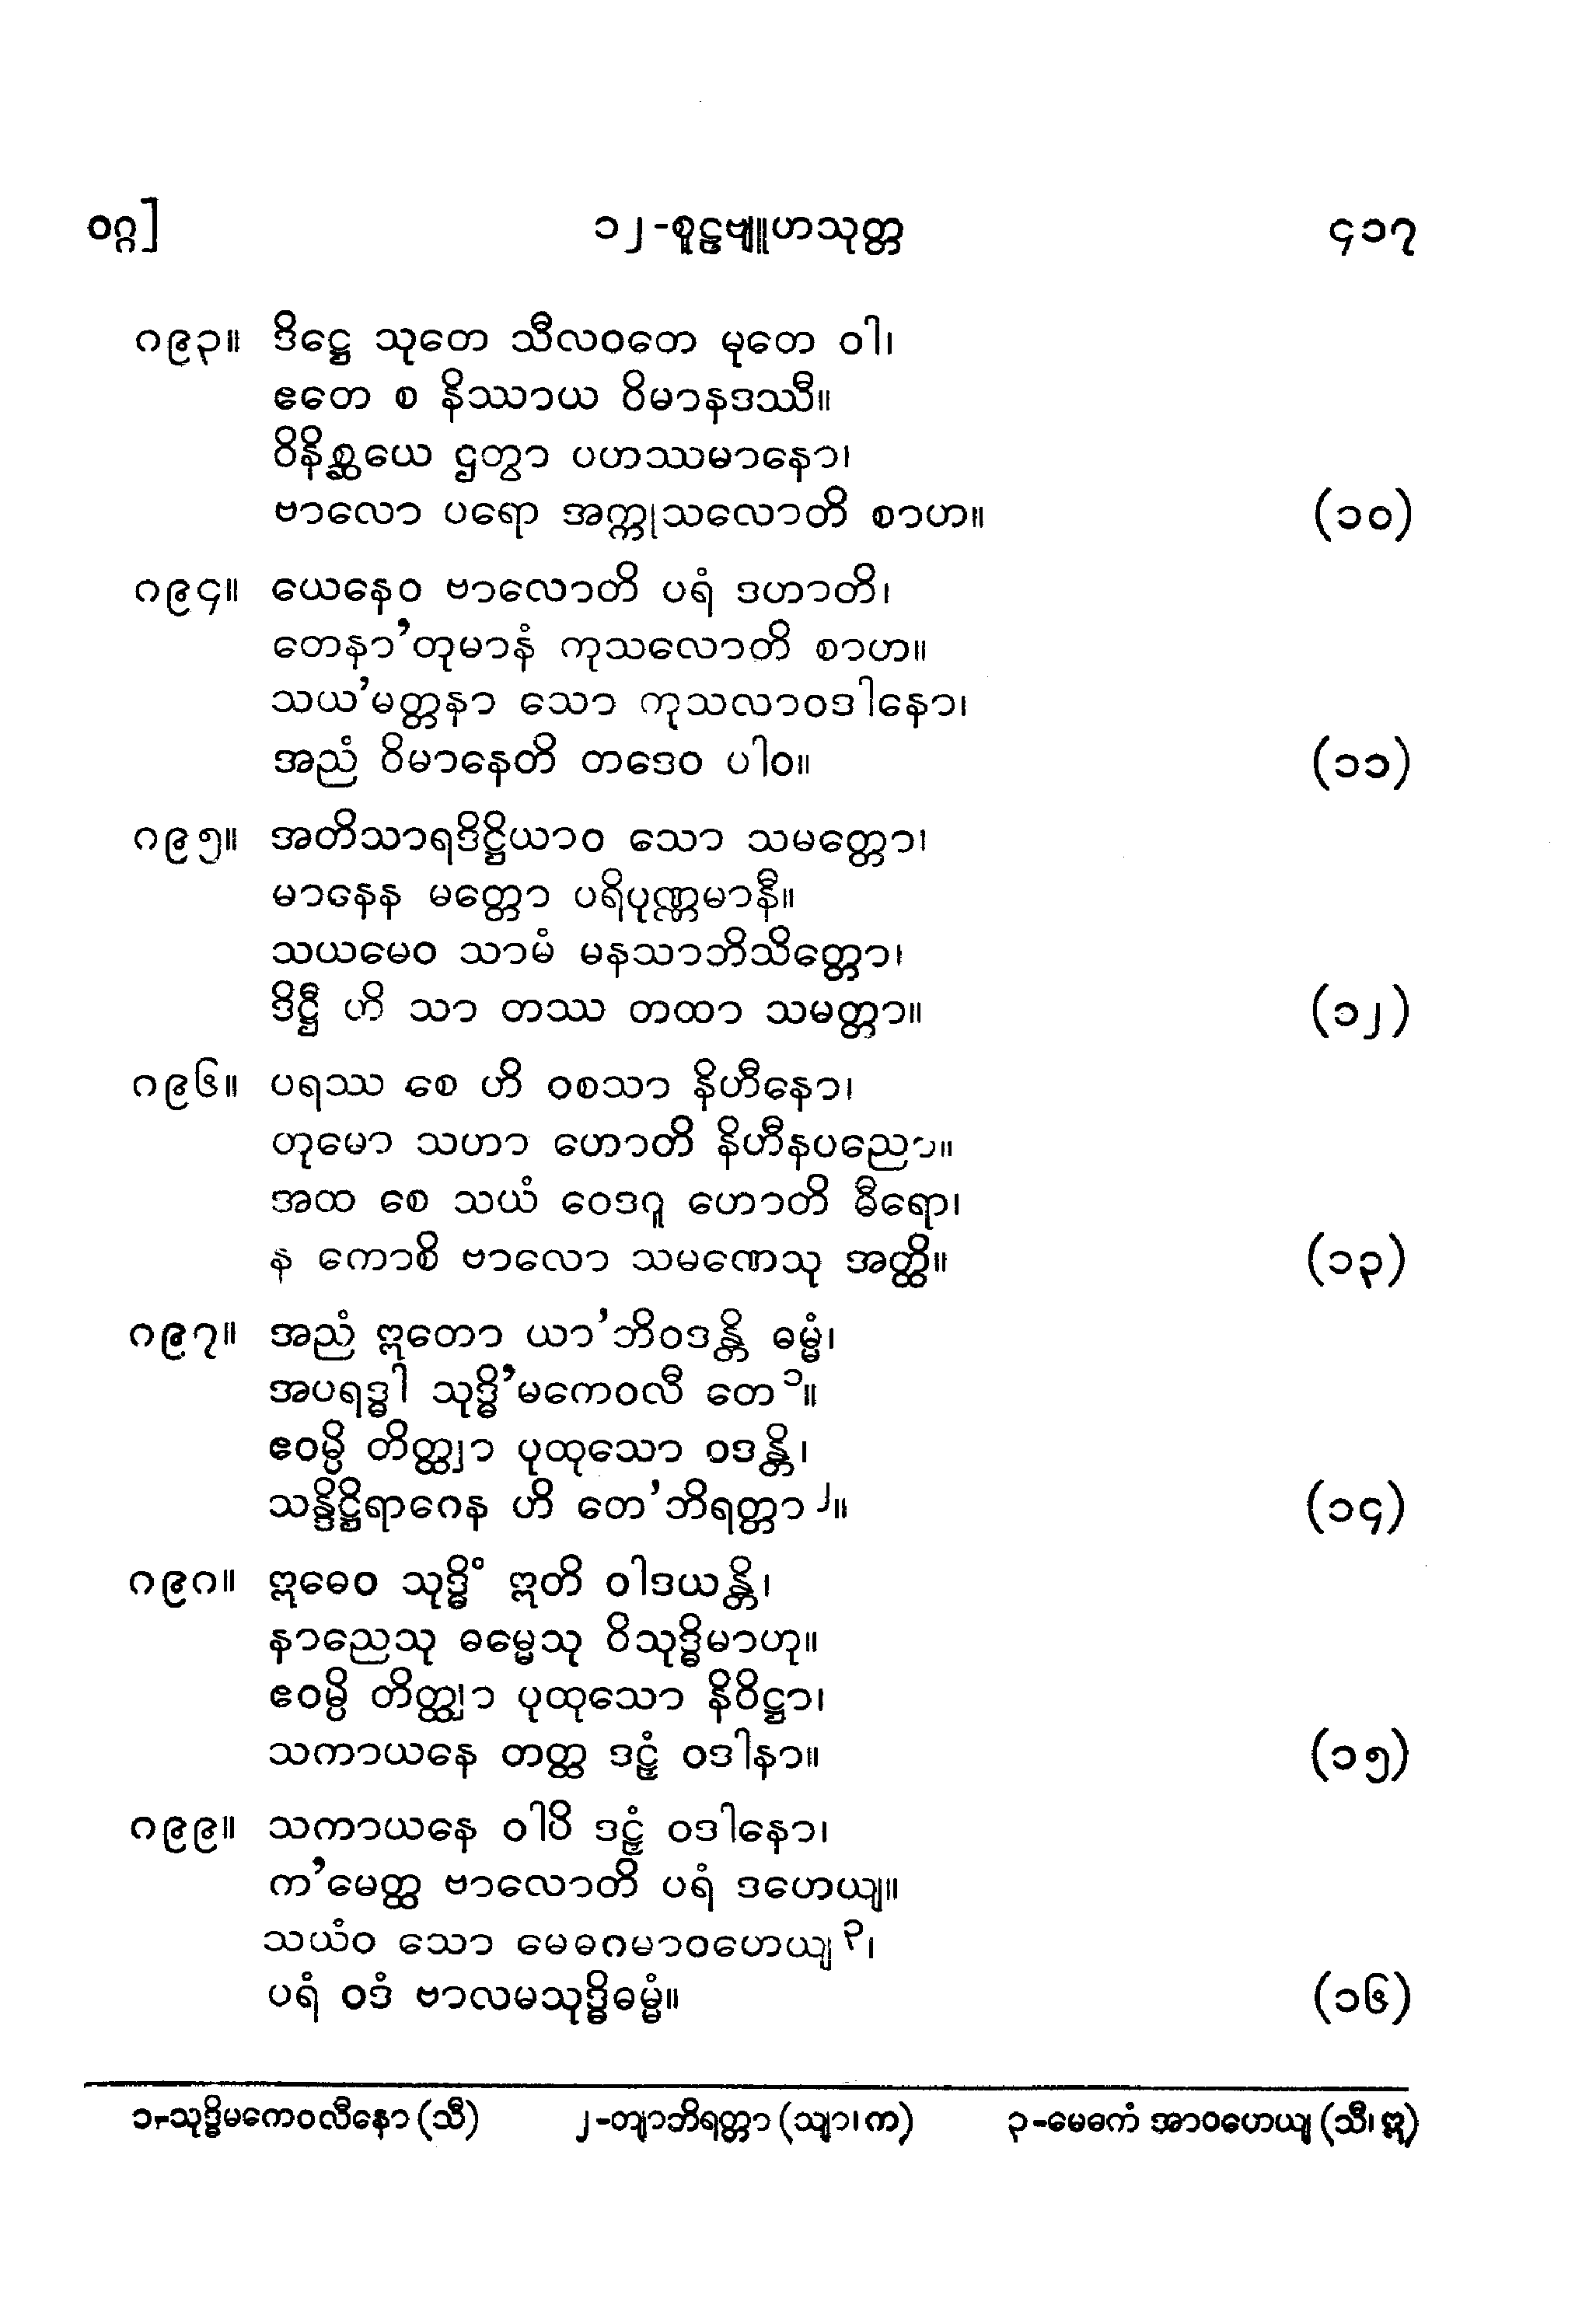 ဝဂ္ဂ] ၁၂-စူဠဗျူဟသုတ္တ ၄၁၇
၈၉၃။ ဒိဋ္ဌေ သုတေ သီလဝတေ မုတေ ဝါ၊
ဧတေ စ နိဿာယ ဝိမာနဒဿီ။
ဝိနိစ္ဆယေ ဌတွာ ပဟဿမာနော၊
ဗာလော ပရော အက္ကုသလောတိ စာဟ။ (၁၀)
၈၉၄။ ယေနေဝ ဗာလောတိ ပရံ ဒဟာတိ၊
တေနာ’တုမာနံ ကုသလောတိ စာဟ။
သယ’မတ္တနာ သော ကုသလာဝဒါနော၊
အညံ ဝိမာနေတိ တဒေဝ ပါဝ။ (၁၁)
၈၉၅။ အတိသာရဒိဋ္ဌိယာဝ သော သမတ္တော၊
မာနေန မတ္တော ပရိပုဏ္ဏမာနီ။
သယမေဝ သာမံ မနသာဘိသိတ္တော၊
ဒိဋ္ဌီ ဟိ သာ တဿ တထာ သမတ္တာ။ (၁၂)
၈၉၆။ ပရဿ စေ ဟိ ဝစသာ နိဟီနော၊
တုမော သဟာ ဟောတိ နိဟီနပညော။
အထ စေ သယံ ဝေဒဂူ ဟောတိ ဓီရော၊
န ကောစိ ဗာလော သမဏေသု အတ္ထိ။ (၁၃)
၈၉၇။ အညံ ဣတော ယာ’ဘိဝဒန္တိ ဓမ္မံ၊
အပရဒ္ဓါ သုဒ္ဓိ’မကေဝလီ တေ ၁။
ဧဝမ္ပိ တိတ္ထျာ ပုထုသော ဝဒန္တိ၊
သန္ဒိဋ္ဌိရာဂေန ဟိ တေ’ဘိရတ္တာ ၂။ (၁၄)
၈၉၈။ ဣဓေဝ သုဒ္ဓိံ ဣတိ ဝါဒယန္တိ၊
နာညေသု ဓမ္မေသု ဝိသုဒ္ဓိမာဟု။
ဧဝမ္ပိ တိတ္ထျာ ပုထုသော နိဝိဋ္ဌာ၊
သကာယနေ တတ္ထ ဒဠှံ ဝဒါနာ။ (၁၅)
၈၉၉။ သကာယနေ ဝါပိ ဒဠှံ ဝဒါနော၊
က’မေတ္ထ ဗာလောတိ ပရံ ဒဟေယျ။
သယံဝ သော မေဓဂမာဝဟေယျ ၃၊
ပရံ ဝဒံ ဗာလမသုဒ္ဓိဓမ္မံ။ (၁၆)
၁-သုဒ္ဓိမကေဝလီနော (သီ) ၂-တျာဘိရတ္တာ (သျာ၊ က) ၃-မေဓကံ အာဝဟေယျ (သီ၊ ဣ)